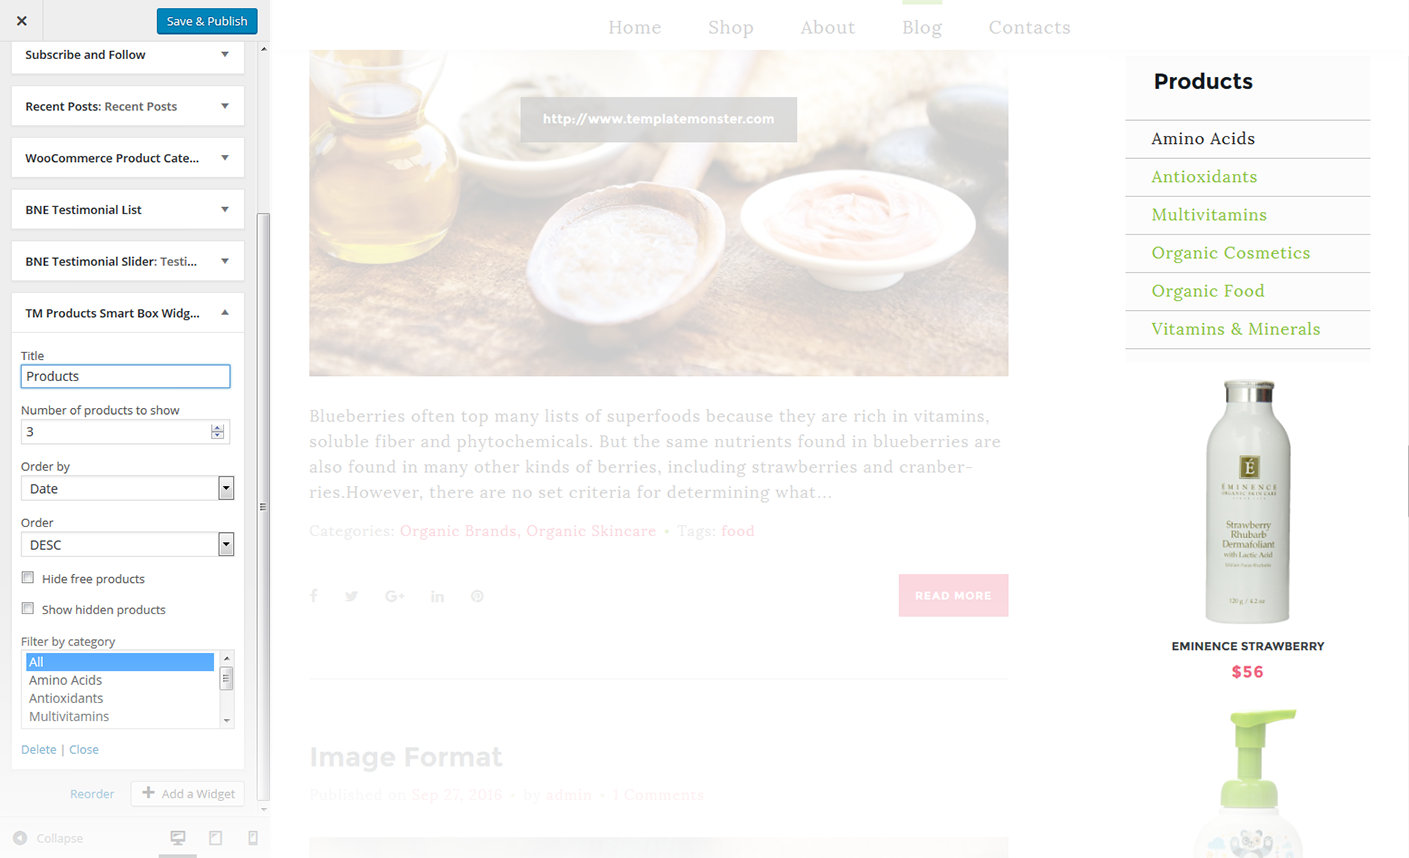 Save & Publish
Subscribe and Follow
Recent Posts: Recent Posts
WooCommerce Product Cate...
BNE Testimonial List
BNE Testimonial Slider: Testi...
TM Products Smart Box Widg...
Title
Products
Number of products to show
3
Order by
Date
Order
DESC
Hide free products
Show hidden products
Filter by category
All
Amino Acids
Antioxidants
Multivitamins
Delete | Close
Reorder
Add a Widget
Collapse
Home Shop About Blog Contacts
http://www.templatemonster.com
Blueberries often top many lists of superfoods because they are rich in vitamins,
soluble fiber and phytochemicals. But the same nutrients found in blueberries are
also found in many other kinds of berries, including strawberries and cranber-
ries.However, there are no set criteria for determining what...
Categories: Organic Brands, Organic Skincare • Tags: food
READ MORE
Image Format
Published on Sep 27, 2016 • by admin • 1 Comments
Products
Amino Acids
Antioxidants
Multivitamins
Organic Cosmetics
Organic Food
Vitamins & Minerals
É
EMINENCE
ORGANIC SKIN CARE
Strawberry
Rhubarb
Dermafoliant
with Lactic Acid
120 g / 4.2 oz
EMINENCE STRAWBERRY
$56